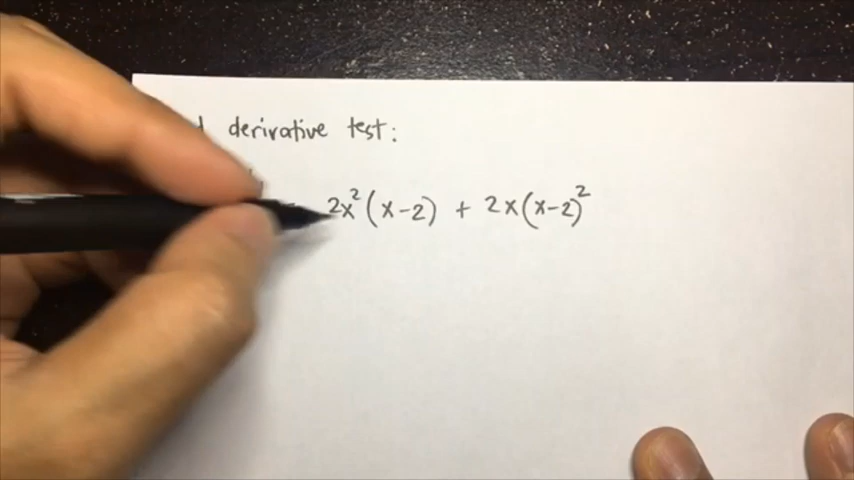 derivative test:
2x²(x-2) + 2x(x-2)²